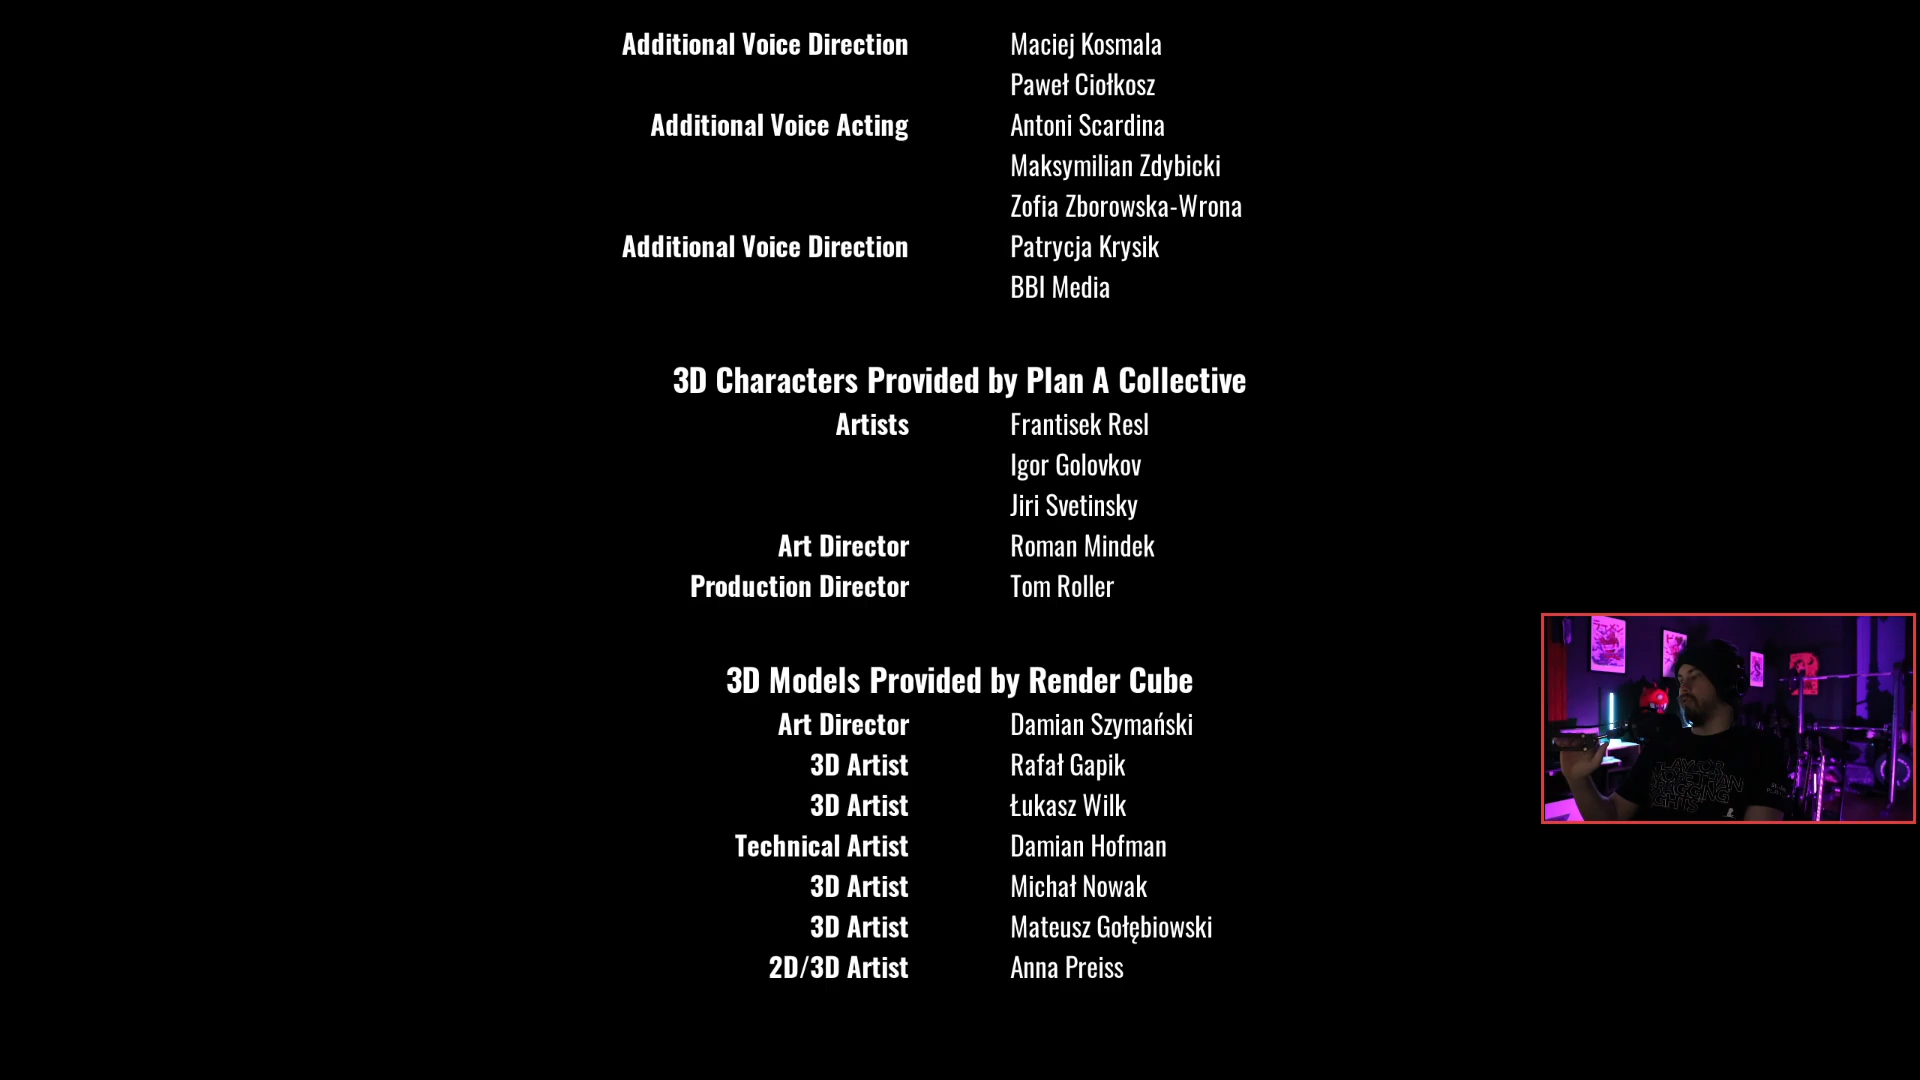 Additional Voice Direction Maciej Kosmala
Paweł Ciołkosz
Additional Voice Acting Antoni Scardina
Maksymilian Zdybicki
Zofia Zborowska-Wrona
Additional Voice Direction Patrycja Krysik
BBI Media
3D Characters Provided by Plan A Collective
Artists Frantisek Resl
Igor Golovkov
Jiri Svetinsky
Art Director Roman Mindek
Production Director Tom Roller
3D Models Provided by Render Cube
Art Director Damian Szymański
3D Artist Rafał Gapik
3D Artist Łukasz Wilk
Technical Artist Damian Hofman
3D Artist Michał Nowak
3D Artist Mateusz Gołębiowski
2D/3D Artist Anna Preiss